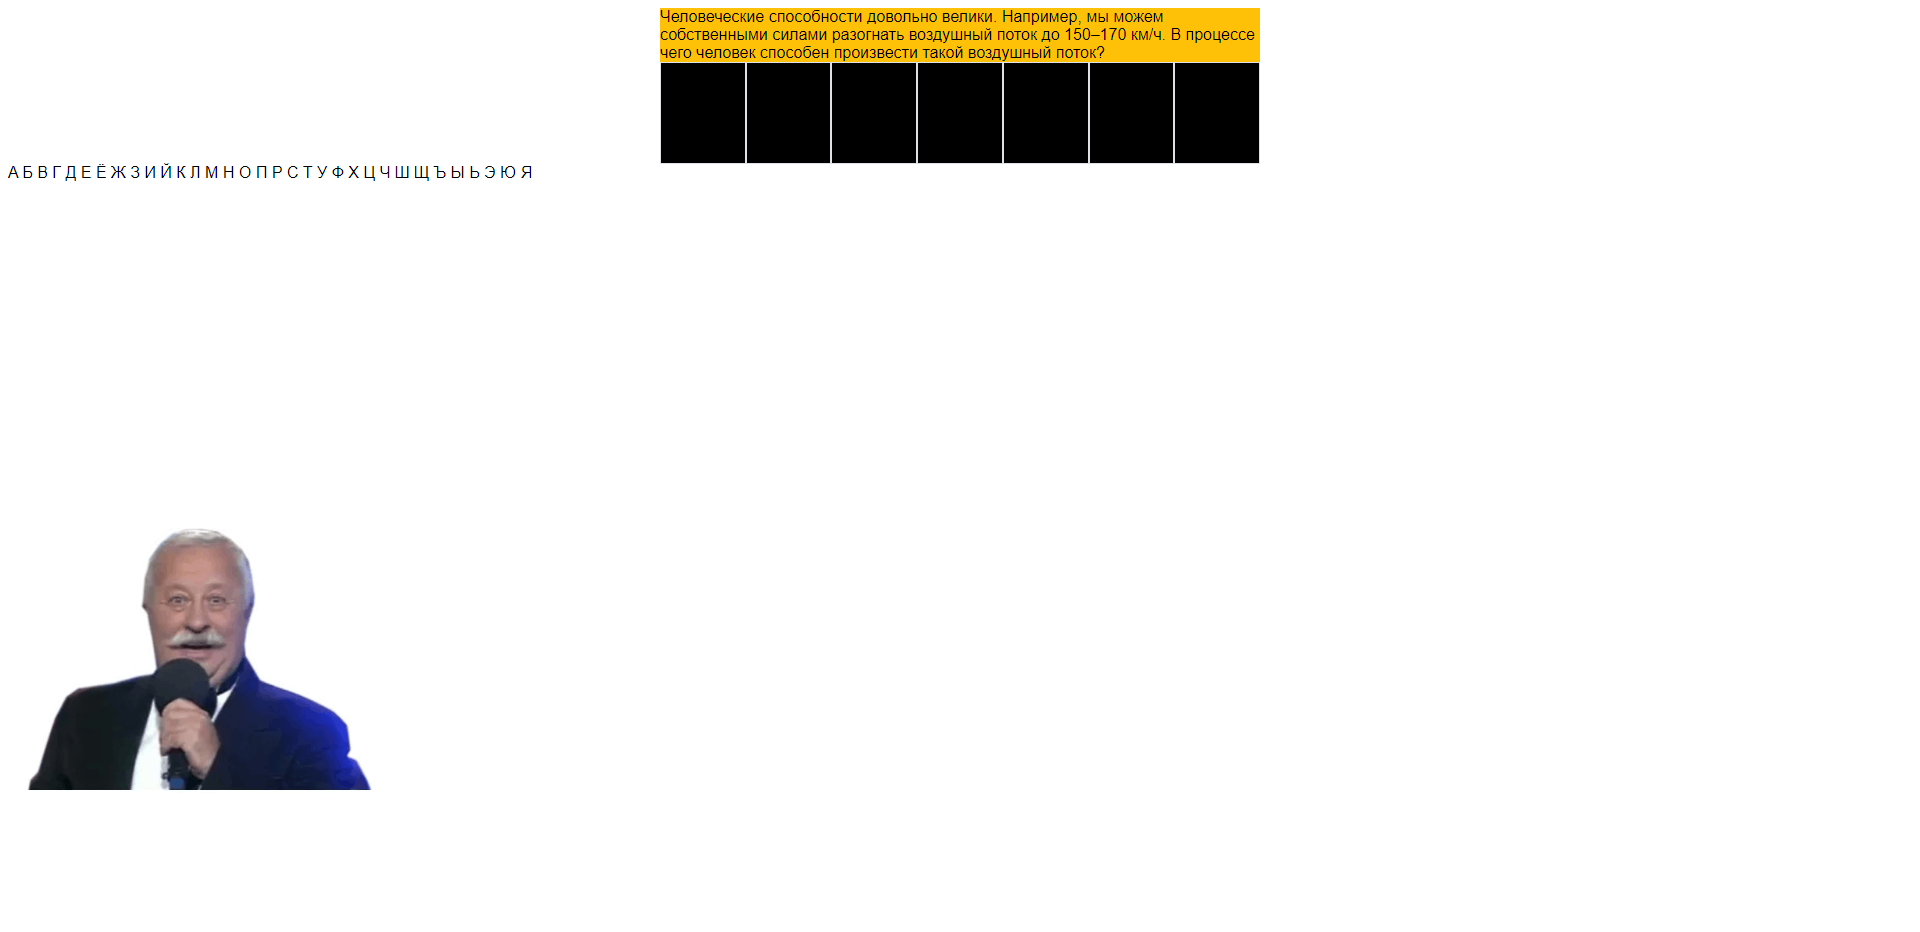 Человеческие способности довольно велики. Например, мы можем
собственными силами разогнать воздушный поток до 150–170 км/ч. В процессе
чего человек способен произвести такой воздушный поток?
А Б В Г Д Е Ё Ж З И Й К Л М Н О П Р С Т У Ф Х Ц Ч Ш Щ Ъ Ы Ь Э Ю Я